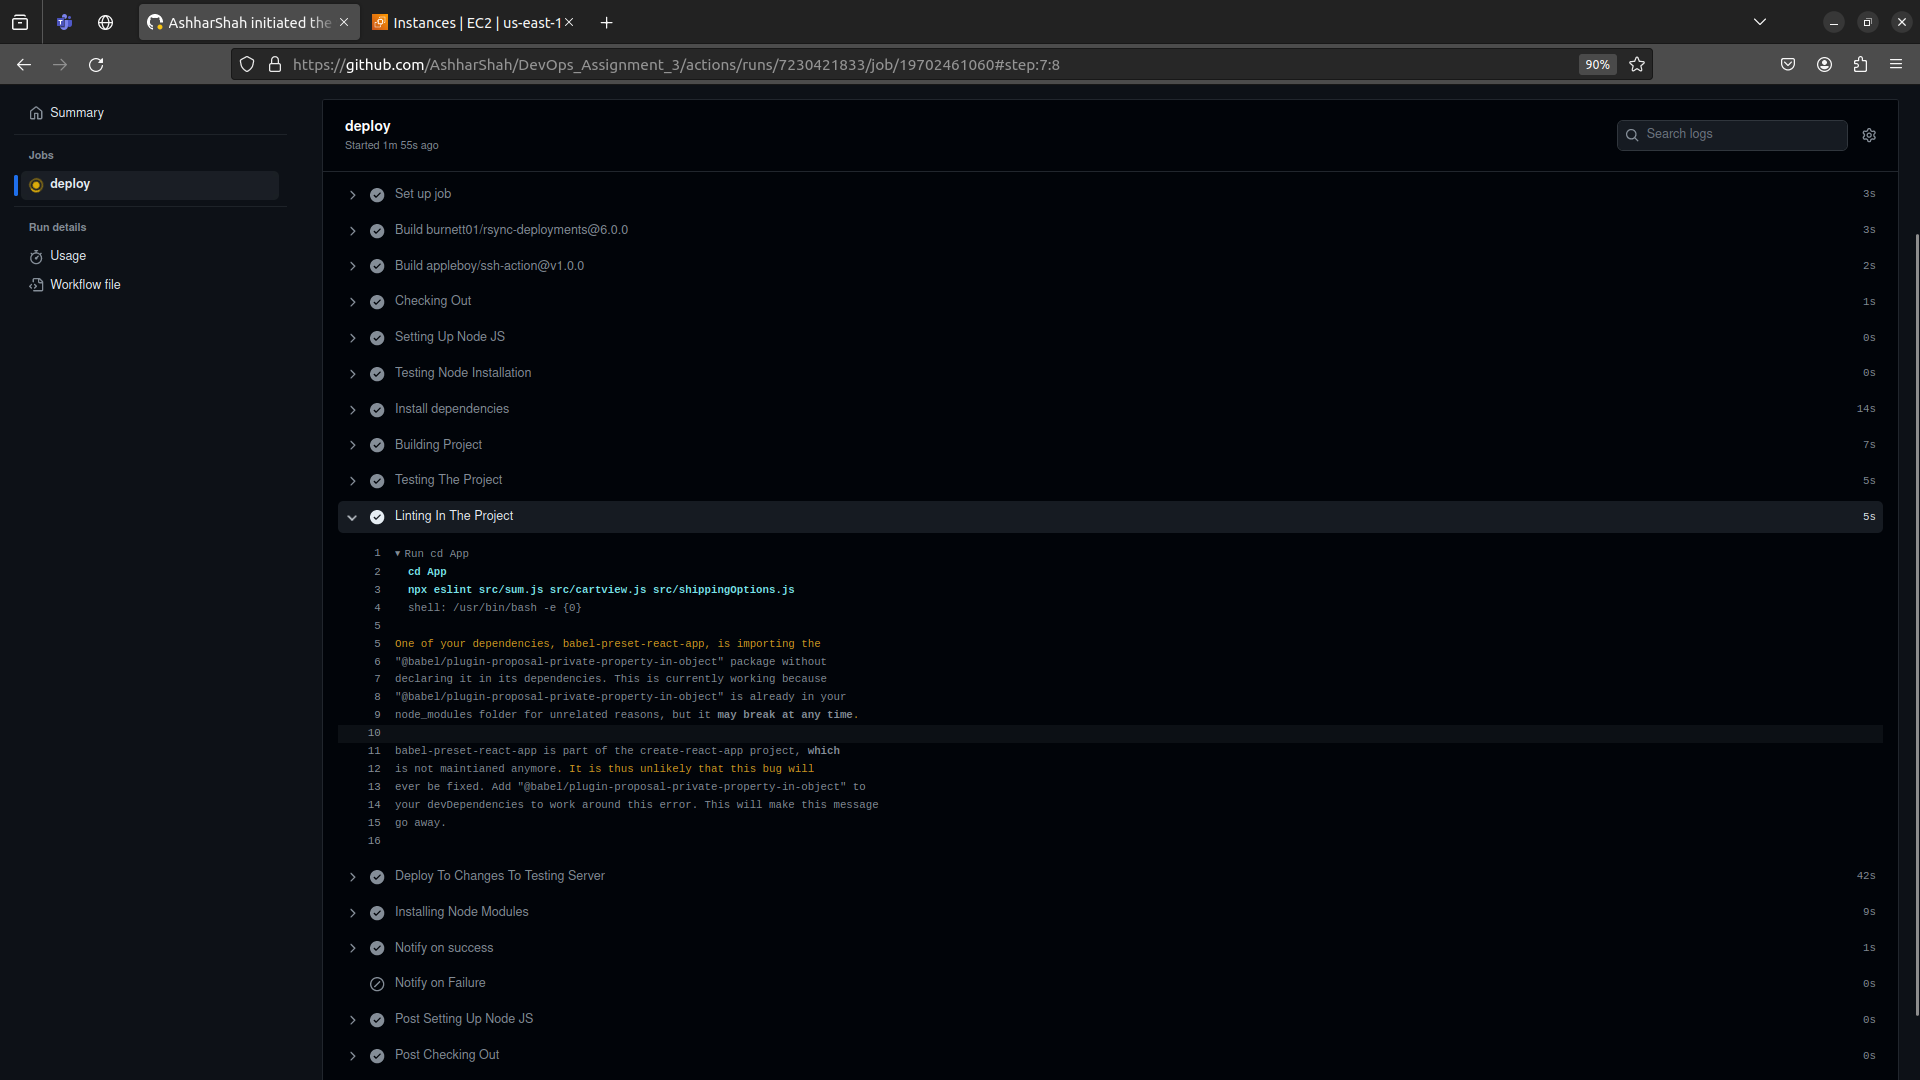 AshharShah initiated the
Instances | EC2 | us-east-1
https://github.com/AshharShah/DevOps_Assignment_3/actions/runs/7230421833/job/19702461060#step:7:8
90%
Summary
Jobs
deploy
Run details
Usage
Workflow file
deploy
Started 1m 55s ago
Search logs
Set up job 3s
Build burnett01/rsync-deployments@6.0.0 3s
Build appleboy/ssh-action@v1.0.0 2s
Checking Out 1s
Setting Up Node JS 0s
Testing Node Installation 0s
Install dependencies 14s
Building Project 7s
Testing The Project 5s
Linting In The Project 5s
1 ▼ Run cd App
2 cd App
3 npx eslint src/sum.js src/cartview.js src/shippingOptions.js
4 shell: /usr/bin/bash -e {0}
5
5 One of your dependencies, babel-preset-react-app, is importing the
6 "@babel/plugin-proposal-private-property-in-object" package without
7 declaring it in its dependencies. This is currently working because
8 "@babel/plugin-proposal-private-property-in-object" is already in your
9 node_modules folder for unrelated reasons, but it may break at any time.
10
11 babel-preset-react-app is part of the create-react-app project, which
12 is not maintianed anymore. It is thus unlikely that this bug will
13 ever be fixed. Add "@babel/plugin-proposal-private-property-in-object" to
14 your devDependencies to work around this error. This will make this message
15 go away.
16
Deploy To Changes To Testing Server 42s
Installing Node Modules 9s
Notify on success 1s
Notify on Failure 0s
Post Setting Up Node JS 0s
Post Checking Out 0s